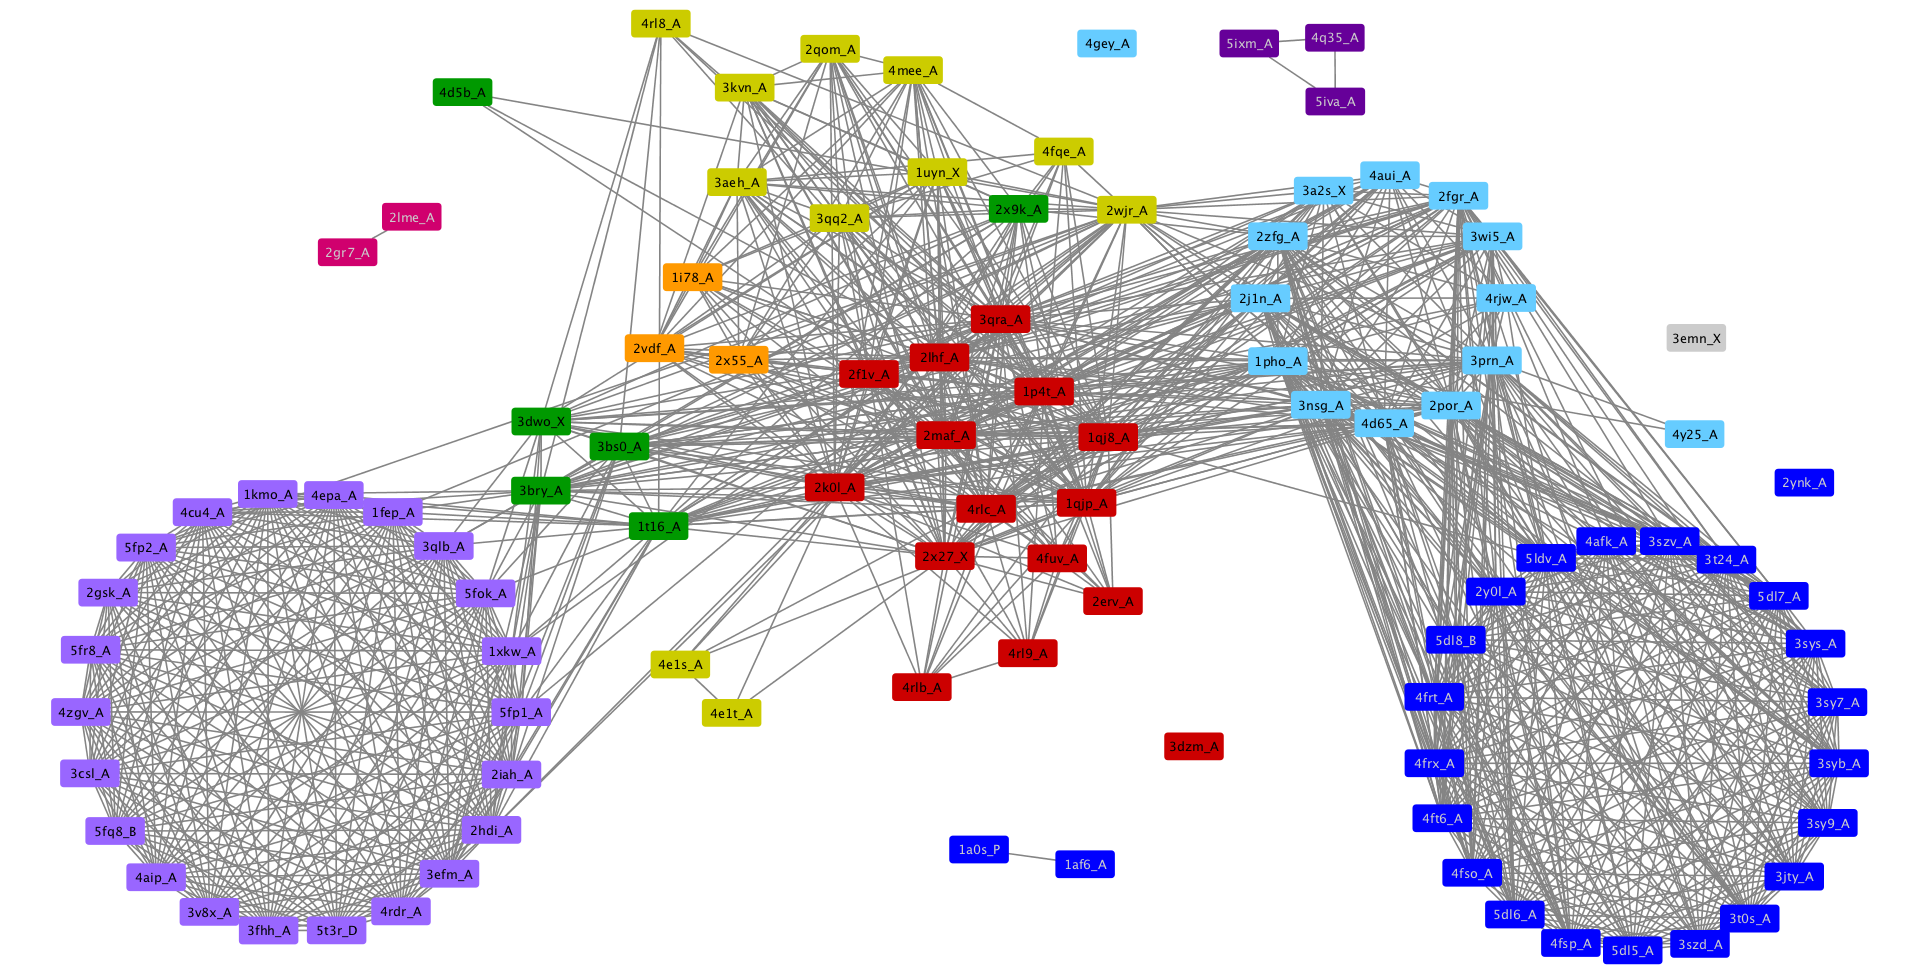 4rl8_A
2qom_A
4gey_A
5ixm_A
4q35_A
4mee_A
3kvn_A
4d5b_A
5iva_A
4fqe_A
1uyn_X
3aeh_A
4aui_A
3a2s_X
2fgr_A
2lme_A
3qq2_A
2x9k_A
2wjr_A
2gr7_A
2zfg_A
3wi5_A
1i78_A
2j1n_A
4rjw_A
3qra_A
3emn_X
2vdf_A
2x55_A
2lhf_A
2f1v_A
1pho_A
3prn_A
1p4t_A
3nsg_A
2por_A
3dwo_X
4d65_A
3bs0_A
2maf_A
1qj8_A
4y25_A
1kmo_A
4epa_A
3bry_A
2k0l_A
2ynk_A
4cu4_A
1fep_A
1t16_A
4rlc_A
1qjp_A
5fp2_A
3qlb_A
2x27_X
4fuv_A
5ldv_A
4afk_A
3szv_A
3t24_A
2gsk_A
5fok_A
2erv_A
2y0l_A
5dl7_A
5fr8_A
1xkw_A
4e1s_A
4rl9_A
5dl8_B
3sys_A
4zgv_A
5fp1_A
4e1t_A
4rlb_A
4frt_A
3sy7_A
3csl_A
2iah_A
3dzm_A
4frx_A
3syb_A
5fq8_B
2hdi_A
4ft6_A
3sy9_A
4aip_A
3efm_A
1a0s_P
1af6_A
4fso_A
3jty_A
3v8x_A
4rdr_A
5dl6_A
3t0s_A
3fhh_A
5t3r_D
4fsp_A
5dl5_A
3szd_A